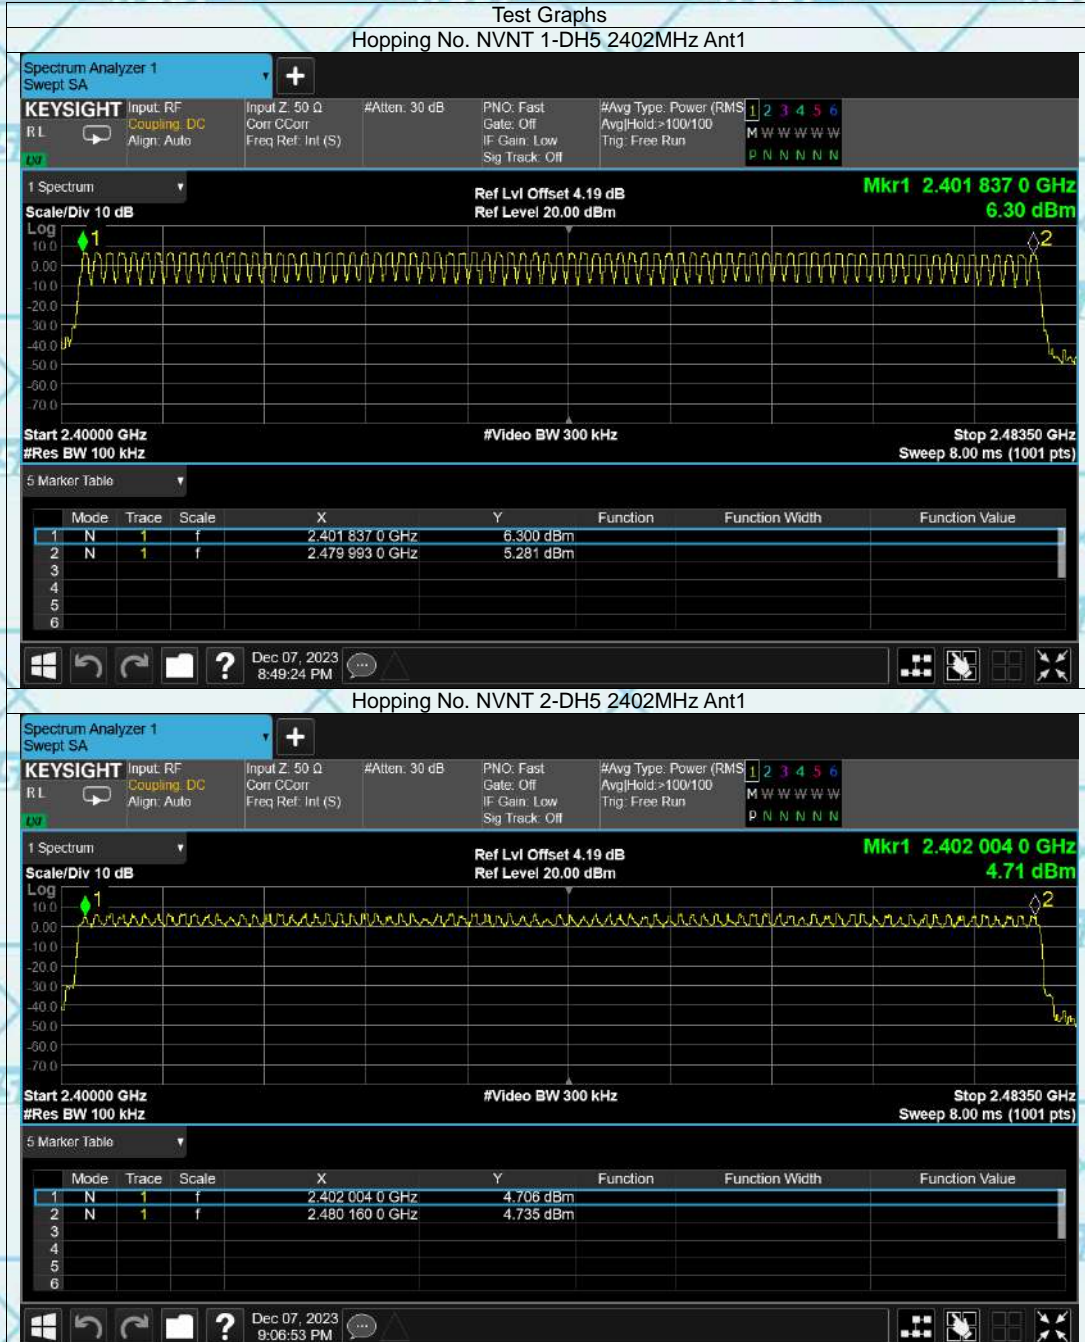 Test Graphs
Hopping No. NVNT 1-DH5 2402MHz Ant1
Spectrum Analyzer 1
Swept SA
+
KEYSIGHT Input: RF Input Z: 50 Ω #Atten: 30 dB PNO: Fast #Avg Type: Power (RMS 1 2 3 4 5 6
RL Coupling: DC Corr CCorr Gate: Off Avg|Hold:>100/100 M W W W W W
Align: Auto Freq Ref: Int (S) IF Gain: Low Trig: Free Run
LXI Sig Track: Off P N N N N N
1 Spectrum Ref Lvl Offset 4.19 dB Mkr1 2.401 837 0 GHz
Scale/Div 10 dB Ref Level 20.00 dBm 6.30 dBm
Log
10.0 1 2
0.00
-10.0
-20.0
-30.0
-40.0
-50.0
-60.0
-70.0
Start 2.40000 GHz #Video BW 300 kHz Stop 2.48350 GHz
#Res BW 100 kHz Sweep 8.00 ms (1001 pts)
5 Marker Table
Mode Trace Scale X Y Function Function Width Function Value
1 N 1 f 2.401 837 0 GHz 6.300 dBm
2 N 1 f 2.479 993 0 GHz 5.281 dBm
3
4
5
6
? Dec 07, 2023
8:49:24 PM
Hopping No. NVNT 2-DH5 2402MHz Ant1
Spectrum Analyzer 1
Swept SA
+
KEYSIGHT Input: RF Input Z: 50 Ω #Atten: 30 dB PNO: Fast #Avg Type: Power (RMS 1 2 3 4 5 6
RL Coupling: DC Corr CCorr Gate: Off Avg|Hold:>100/100 M W W W W W
Align: Auto Freq Ref: Int (S) IF Gain: Low Trig: Free Run
LXI Sig Track: Off P N N N N N
1 Spectrum Ref Lvl Offset 4.19 dB Mkr1 2.402 004 0 GHz
Scale/Div 10 dB Ref Level 20.00 dBm 4.71 dBm
Log
10.0 1 2
0.00
-10.0
-20.0
-30.0
-40.0
-50.0
-60.0
-70.0
Start 2.40000 GHz #Video BW 300 kHz Stop 2.48350 GHz
#Res BW 100 kHz Sweep 8.00 ms (1001 pts)
5 Marker Table
Mode Trace Scale X Y Function Function Width Function Value
1 N 1 f 2.402 004 0 GHz 4.706 dBm
2 N 1 f 2.480 160 0 GHz 4.735 dBm
3
4
5
6
? Dec 07, 2023
9:06:53 PM